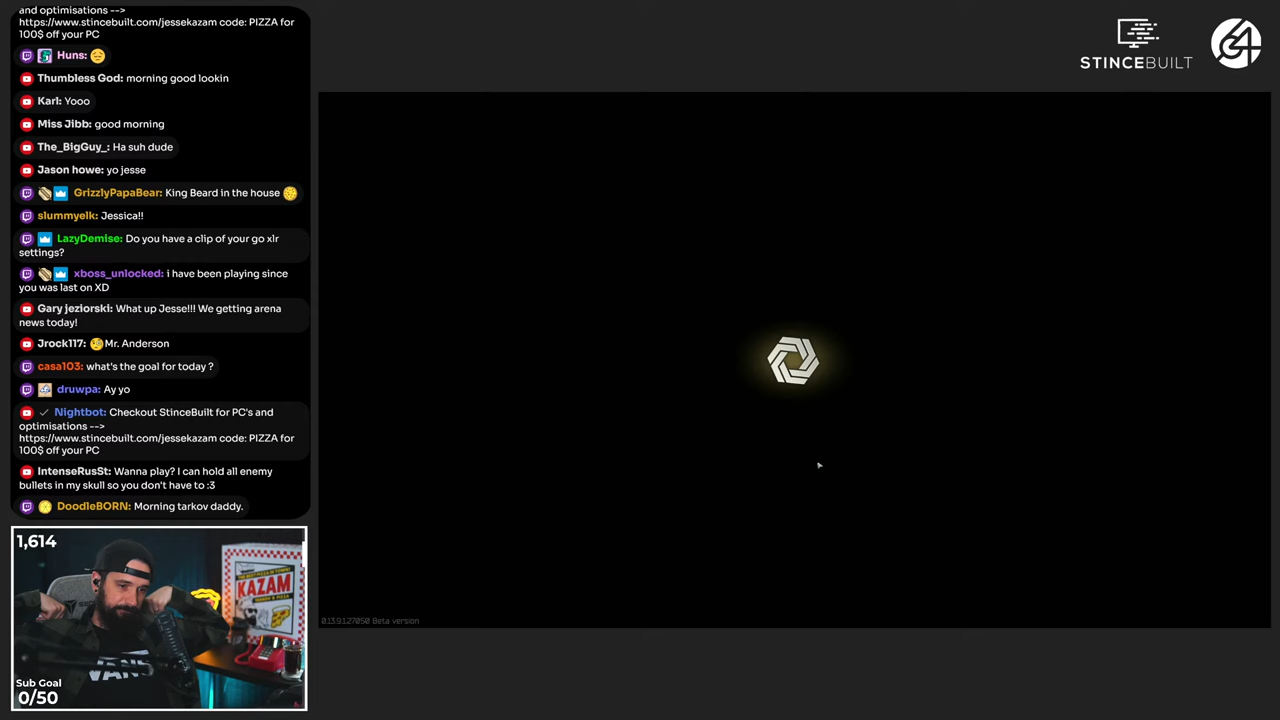 and optimisations -->
https://www.stincebuilt.com/jessekazam code: PIZZA for
100$ off your PC
Huns:
Thumbless God: morning good lookin
Karl: Yooo
Miss Jibb: good morning
The_BigGuy_: Ha suh dude
Jason howe: yo jesse
GrizzlyPapaBear: King Beard in the house
slummyelk: Jessica!!
LazyDemise: Do you have a clip of your go xlr
settings?
xboss_unlocked: i have been playing since
you was last on XD
Gary jeziorski: What up Jesse!!! We getting arena
news today!
Jrock117: Mr. Anderson
casa103: what's the goal for today ?
druwpa: Ay yo
Nightbot: Checkout StinceBuilt for PC's and
optimisations -->
https://www.stincebuilt.com/jessekazam code: PIZZA for
100$ off your PC
IntenseRusSt: Wanna play? I can hold all enemy
bullets in my skull so you don't have to :3
DoodleBORN: Morning tarkov daddy.
1,614
KAZAM
VANS
Sub Goal
0/50
STINCEBUILT
G4
0.13.9.1.27050 Beta version